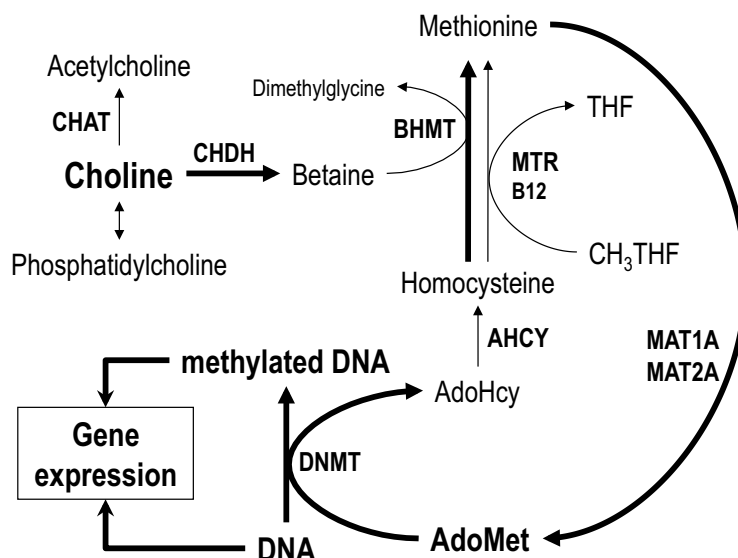 Methionine
Acetylcholine
Dimethylglycine
THF
CHAT
BHMT
CHDH
MTR
B12
Choline
Betaine
Phosphatidylcholine
CH₃THF
Homocysteine
AHCY
MAT1A
MAT2A
methylated DNA
AdoHcy
Gene
expression
DNMT
DNA
AdoMet